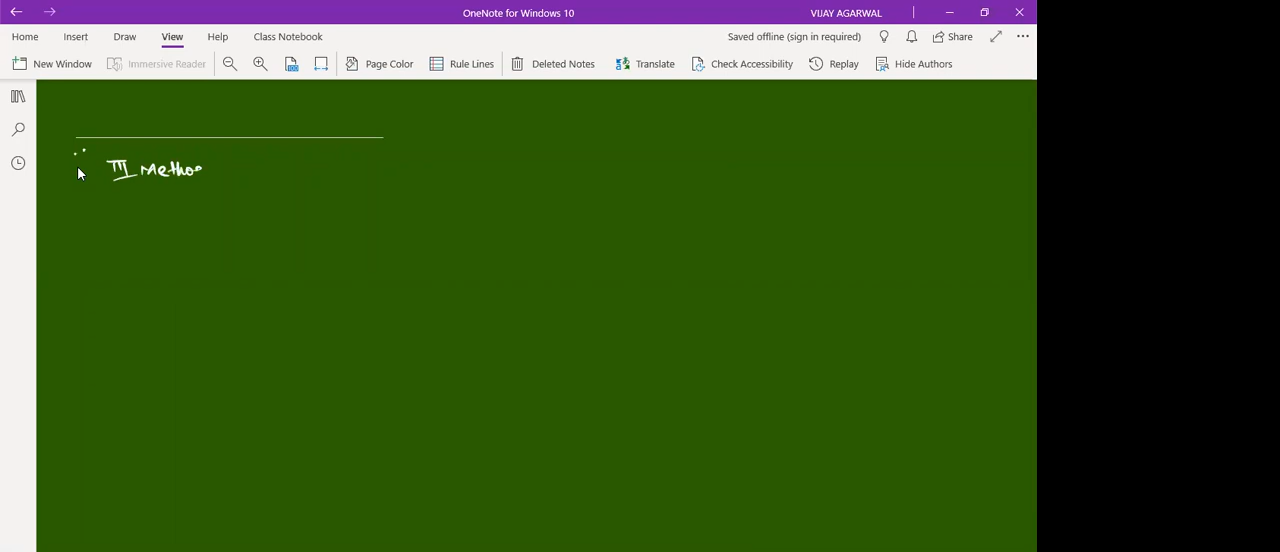 OneNote for Windows 10
VIJAY AGARWAL
Home Insert Draw View Help Class Notebook
Saved offline (sign in required)
Share
New Window Immersive Reader Page Color Rule Lines Deleted Notes Translate Check Accessibility Replay Hide Authors
III Metho